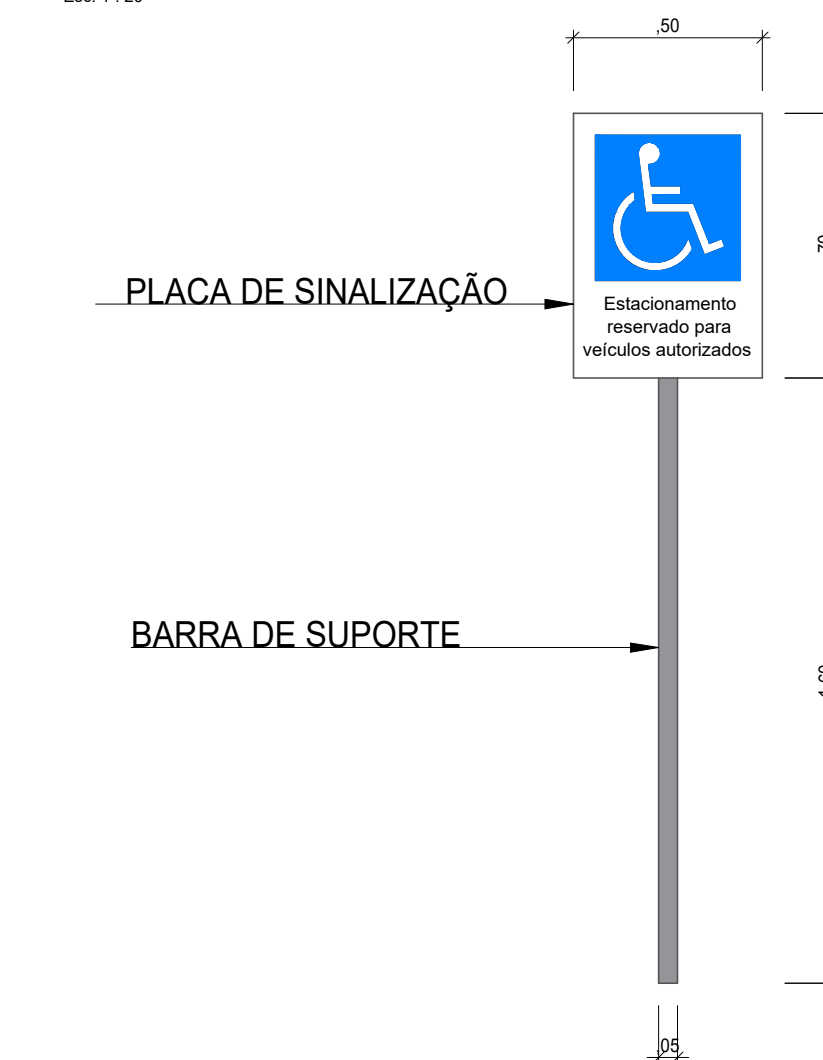 ,50
Estacionamento
reservado para
veículos autorizados
PLACA DE SINALIZAÇÃO
BARRA DE SUPORTE
,05